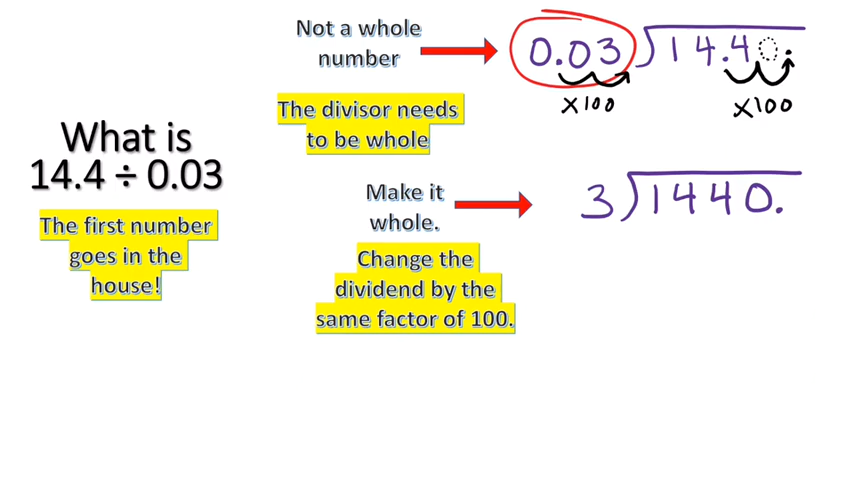 Not a whole
number
0.03 14.40.
x100 x100
The divisor needs
to be whole
What is
14.4 ÷ 0.03
The first number
goes in the
house!
Make it
whole.
3 1440.
Change the
dividend by the
same factor of 100.